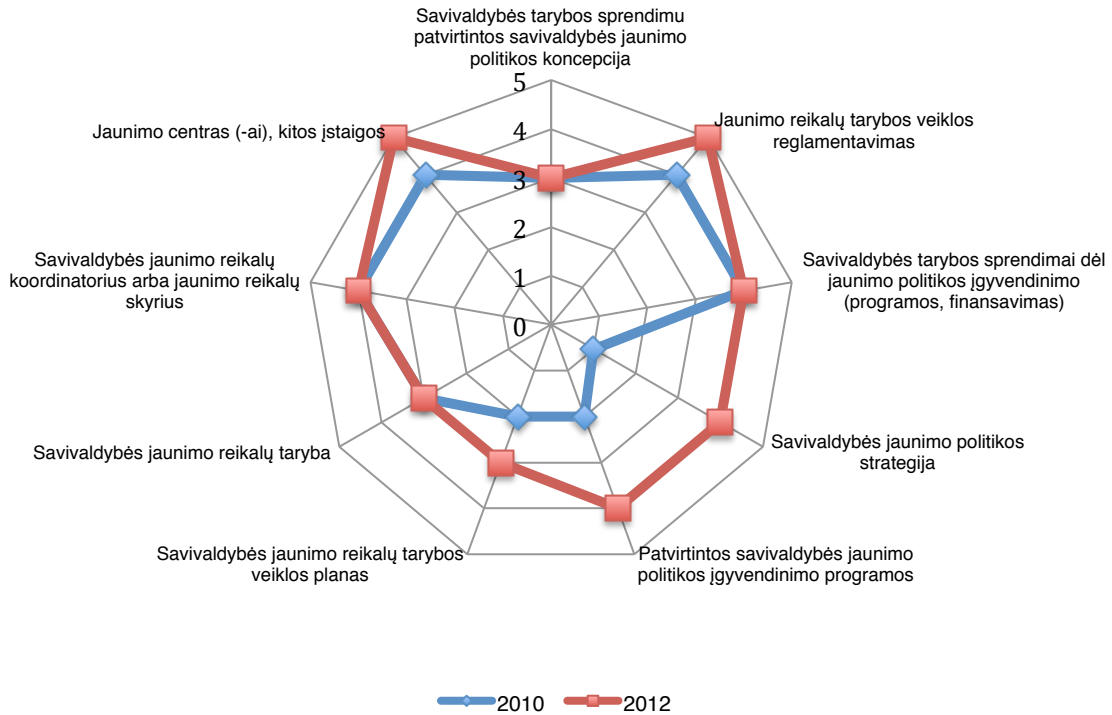 Savivaldybės tarybos sprendimu
patvirtintos savivaldybės jaunimo
politikos koncepcija
5
4
3
2
1
0
Jaunimo reikalų tarybos veiklos
reglamentavimas
Savivaldybės tarybos sprendimai dėl
jaunimo politikos įgyvendinimo
(programos, finansavimas)
Savivaldybės jaunimo politikos
strategija
Patvirtintos savivaldybės jaunimo
politikos įgyvendinimo programos
Savivaldybės jaunimo reikalų tarybos
veiklos planas
Savivaldybės jaunimo reikalų taryba
Savivaldybės jaunimo reikalų
koordinatorius arba jaunimo reikalų
skyrius
Jaunimo centras (-ai), kitos įstaigos
2010
2012